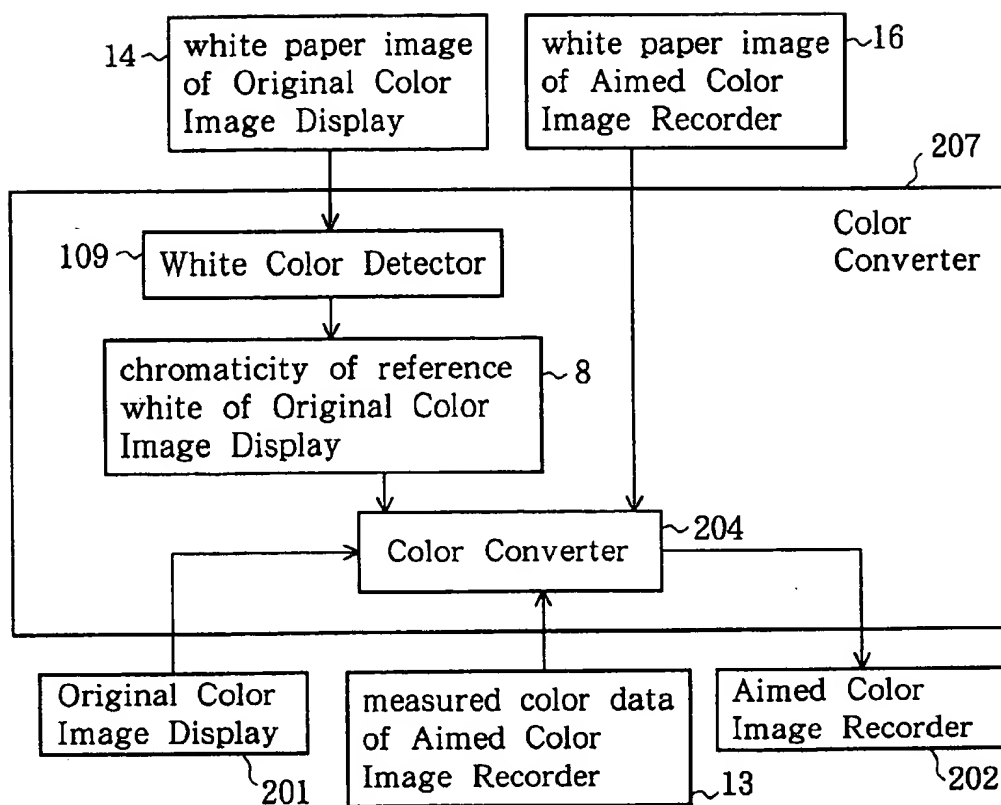 14
white paper image
of Original Color
Image Display
white paper image
of Aimed Color
Image Recorder
16
207
Color
Converter
109
White Color Detector
chromaticity of reference
white of Original Color
Image Display
8
Color Converter
204
Original Color
Image Display
201
measured color data
of Aimed Color
Image Recorder
13
Aimed Color
Image Recorder
202